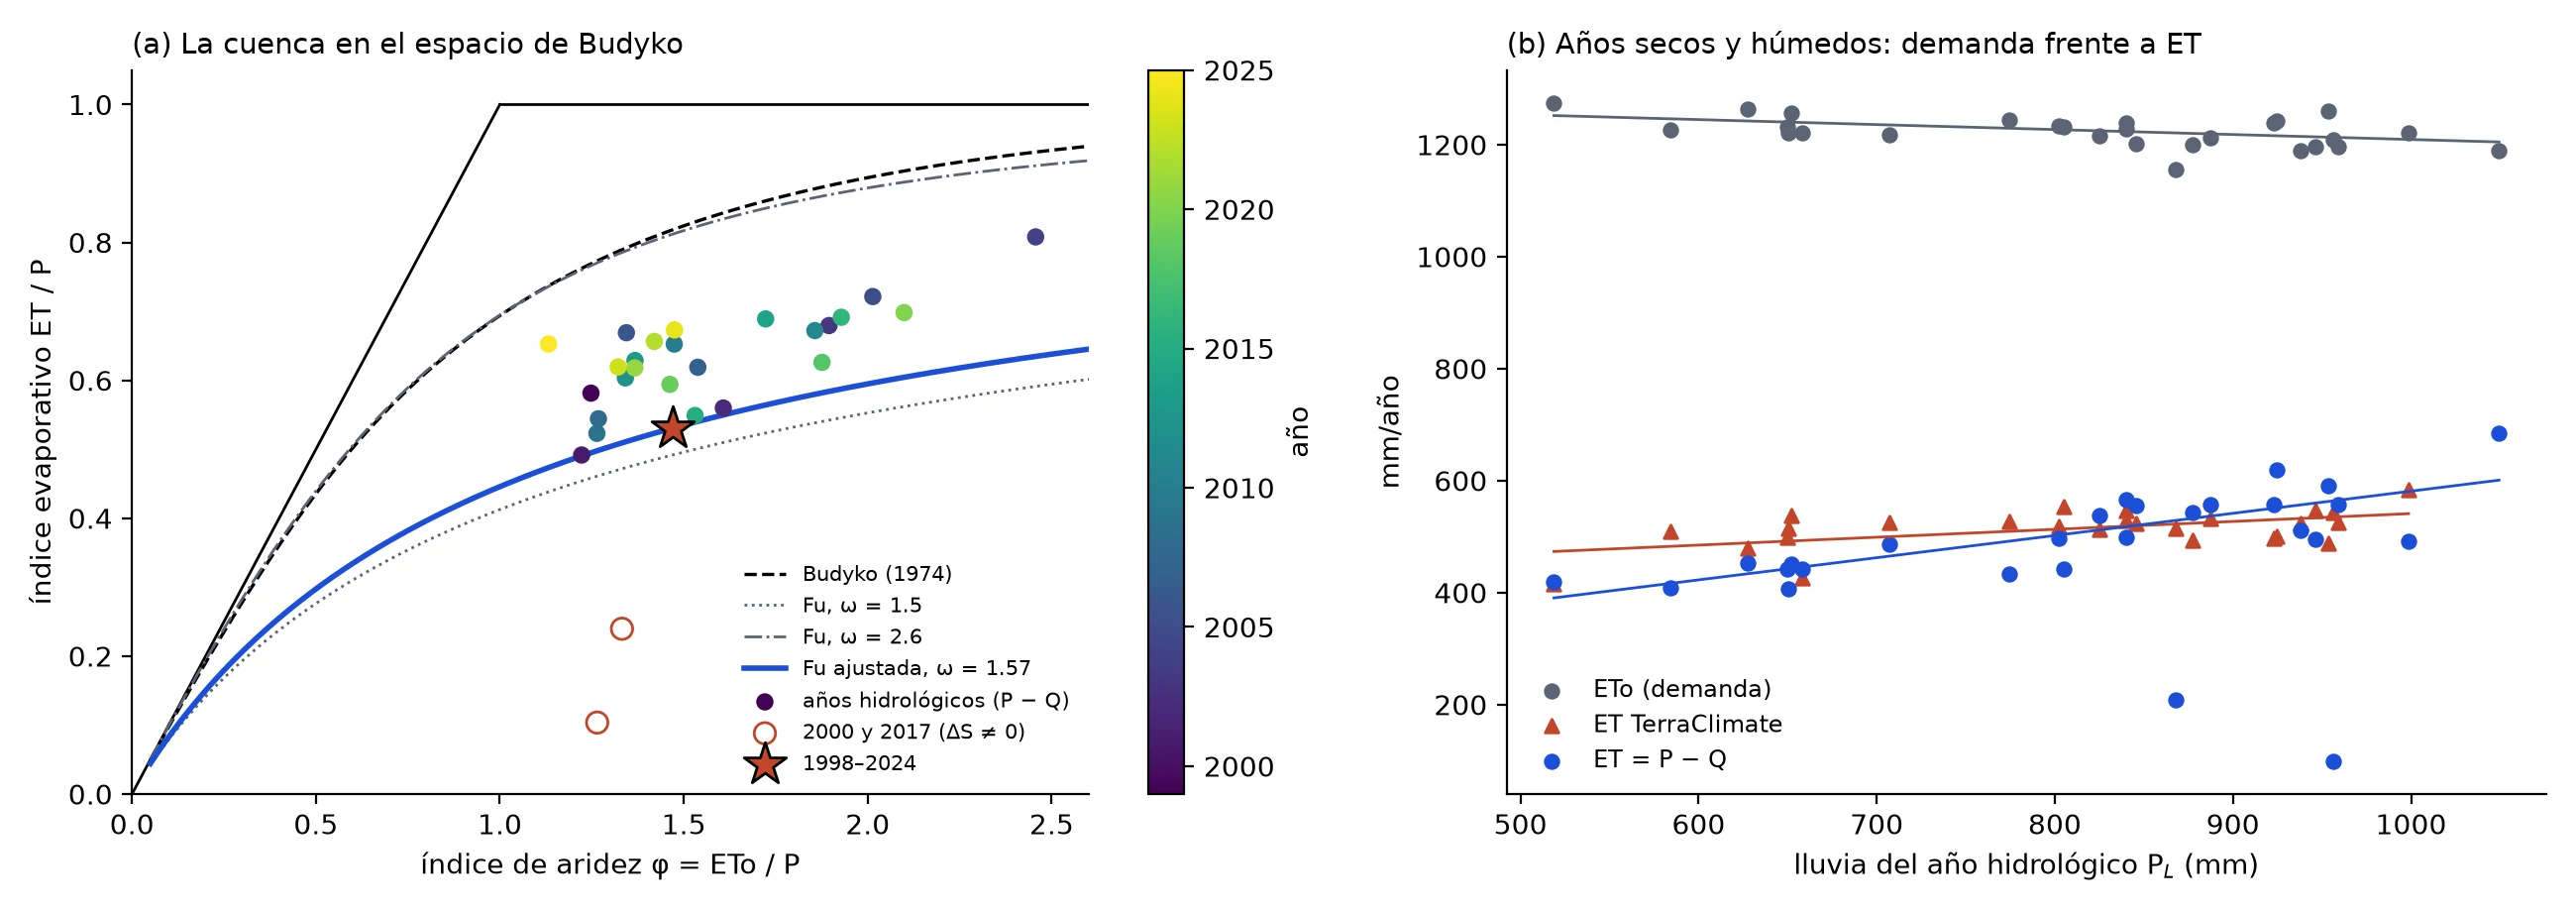 (a) La cuenca en el espacio de Budyko
índice evaporativo ET / P
1.0
0.8
0.6
0.4
0.2
0.0
0.0
0.5
1.0
1.5
2.0
2.5
índice de aridez φ = ETo / P
Budyko (1974)
Fu, ω = 1.5
Fu, ω = 2.6
Fu ajustada, ω = 1.57
años hidrológicos (P − Q)
2000 y 2017 (ΔS ≠ 0)
1998–2024
2025
2020
2015
2010
2005
2000
año
(b) Años secos y húmedos: demanda frente a ET
mm/año
1200
1000
800
600
400
200
500
600
700
800
900
1000
lluvia del año hidrológico P_L (mm)
ETo (demanda)
ET TerraClimate
ET = P − Q